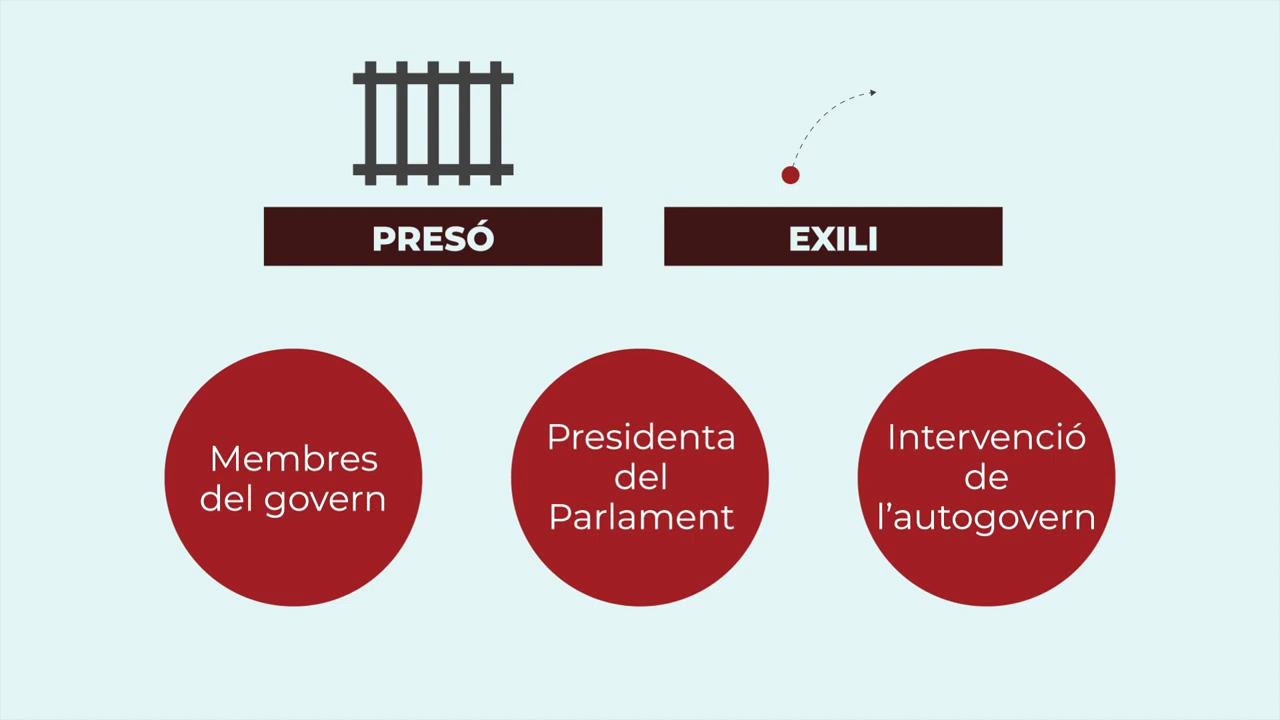 PRESÓ
EXILI
Membres
del govern
Presidenta
del
Parlament
Intervenció
de
l’autogovern